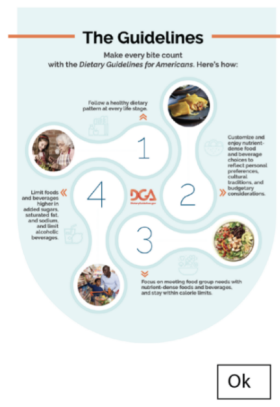 The Guidelines
Make every bite count
with the Dietary Guidelines for Americans. Here's how:
Follow a healthy dietary
pattern at every life stage.
1
Customize and
enjoy nutrient-
dense food
and beverage
choices to
reflect personal
preferences,
cultural
traditions, and
budgetary
considerations.
2
DGA
3
Focus on meeting food group needs with
nutrient-dense foods and beverages,
and stay within calorie limits.
4
Limit foods
and beverages
higher in
added sugars,
saturated fat,
and sodium,
and limit
alcoholic
beverages.
Ok